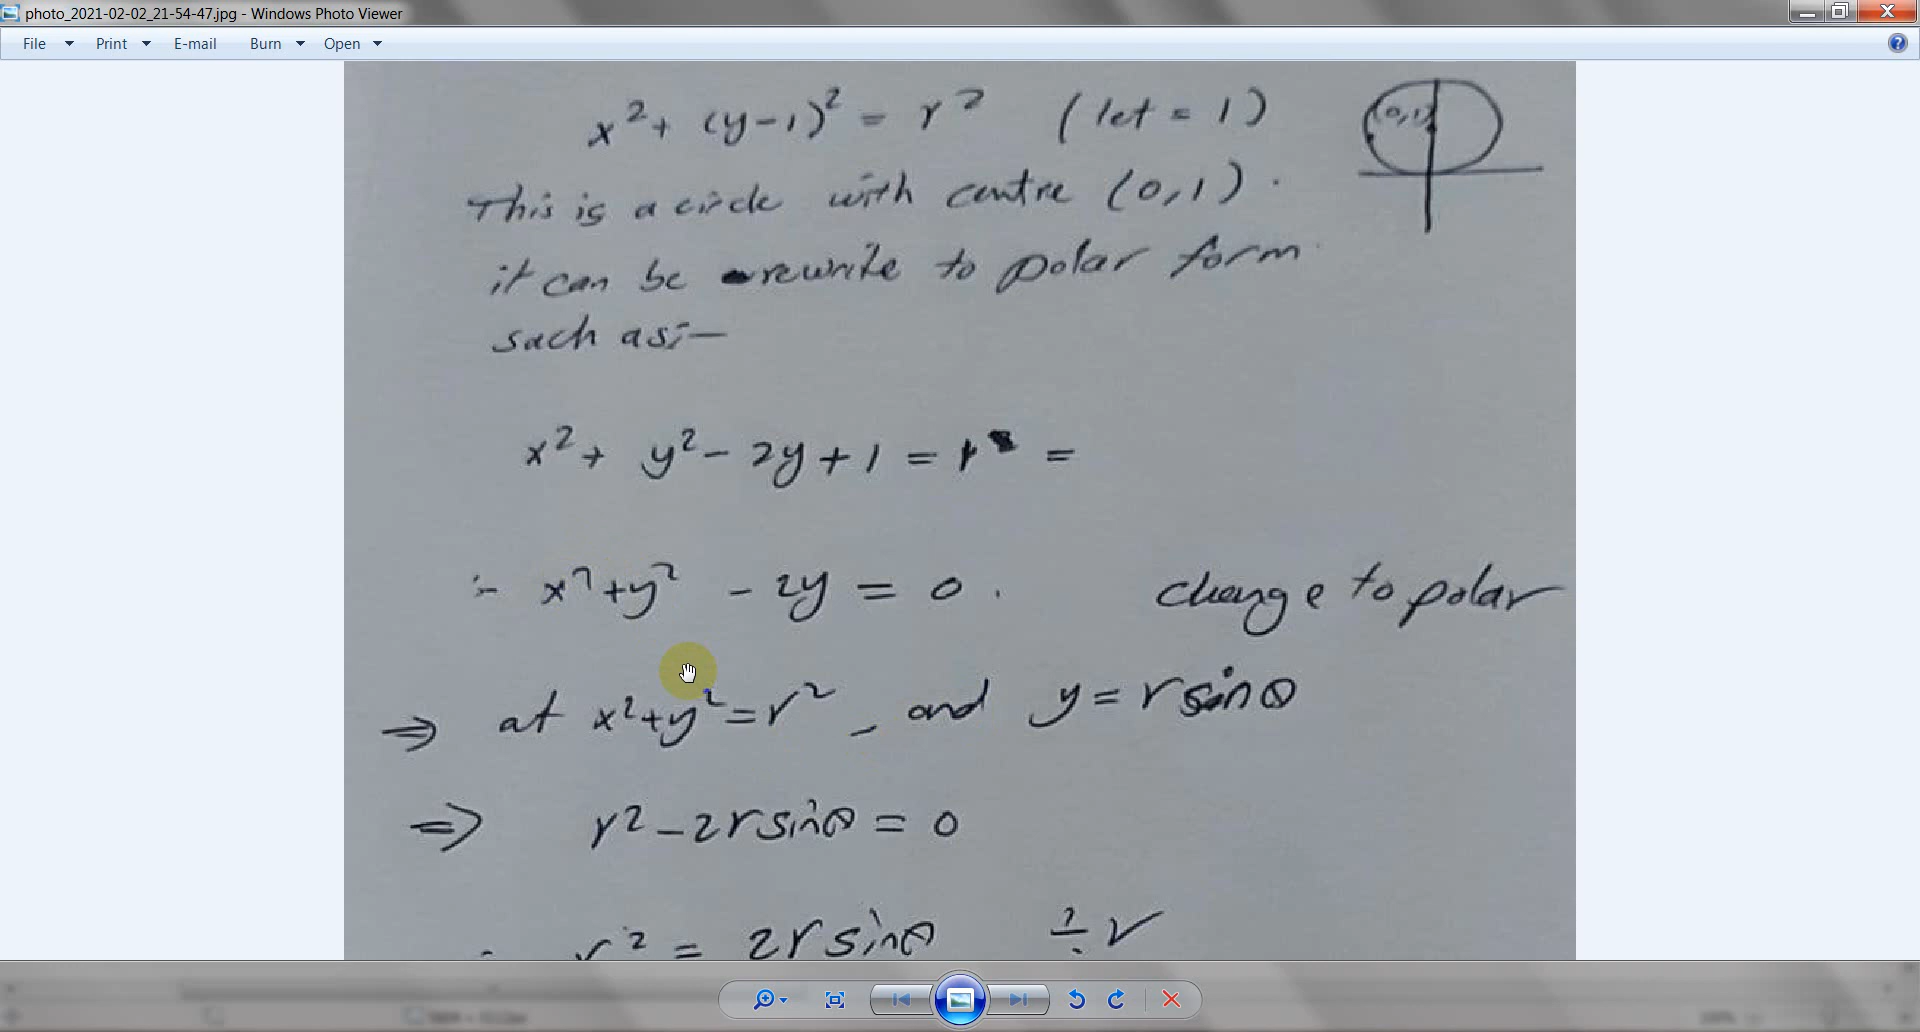 photo_2021-02-02_21-54-47.jpg - Windows Photo Viewer
File Print E-mail Burn Open
x² + (y-1)² = r² (let = 1)
(0,1)
This is a circle with centre (0,1).
it can be rewrite to polar form
such as:-
x² + y² - 2y + 1 = r =
:- x² + y² - 2y = 0. change to polar
⇒ at x²+y² = r², and y = r sinθ
⇒ r² - 2r sinθ = 0
r² = 2r sinθ ÷ r